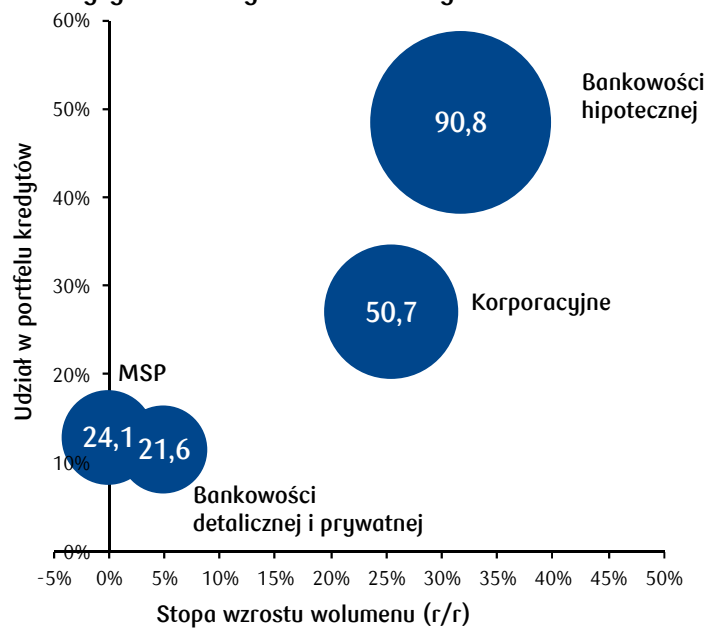 60%
50%
40%
30%
20%
10%
0%
Udział w portfelu kredytów
Bankowości
hipotecznej
90,8
Korporacyjne
50,7
MSP
24,1
21,6
Bankowości
detalicznej i prywatnej
-5% 0% 5% 10% 15% 20% 25% 30% 35% 40% 45% 50%
Stopa wzrostu wolumenu (r/r)